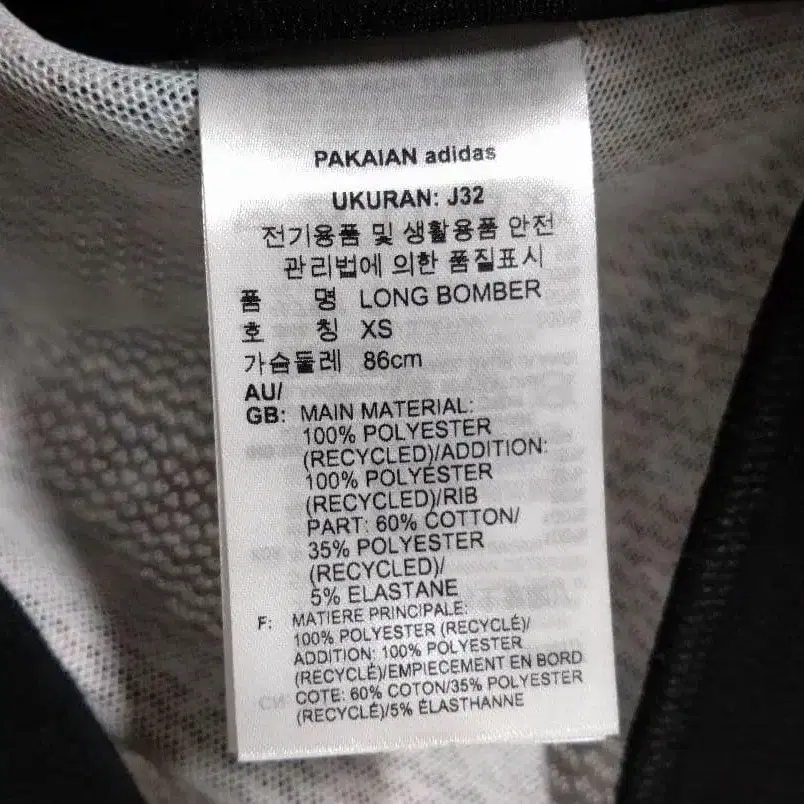 PAKAIAN adidas
UKURAN: J32
전기용품 및 생활용품 안전
관리법에 의한 품질표시
품 명 LONG BOMBER
호 칭 XS
가슴둘레 86cm
AU/
GB: MAIN MATERIAL:
100% POLYESTER
(RECYCLED)/ADDITION:
100% POLYESTER
(RECYCLED)/RIB
PART: 60% COTTON/
35% POLYESTER
(RECYCLED)/
5% ELASTANE
F: MATIERE PRINCIPALE:
100% POLYESTER (RECYCLÉ)/
ADDITION: 100% POLYESTER
(RECYCLÉ)/EMPIECEMENT EN BORD
COTE: 60% COTON/35% POLYESTER
(RECYCLÉ)/5% ÉLASTHANNE